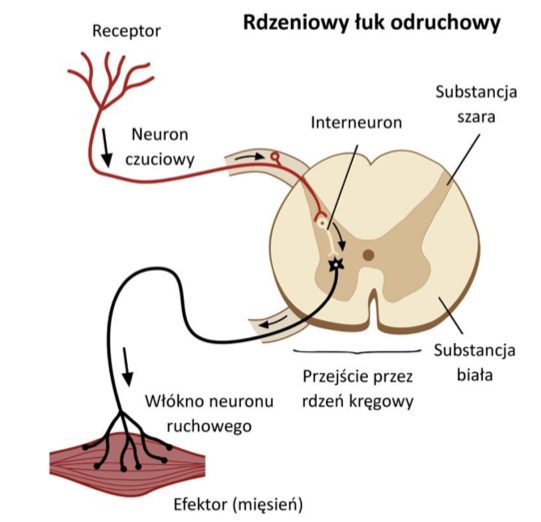 Rdzeniowy łuk odruchowy
Receptor
Substancja
szara
Interneuron
Neuron
czuciowy
Substancja
biała
Przejście przez
rdzeń kręgowy
Włókno neuronu
ruchowego
Efektor (mięsień)